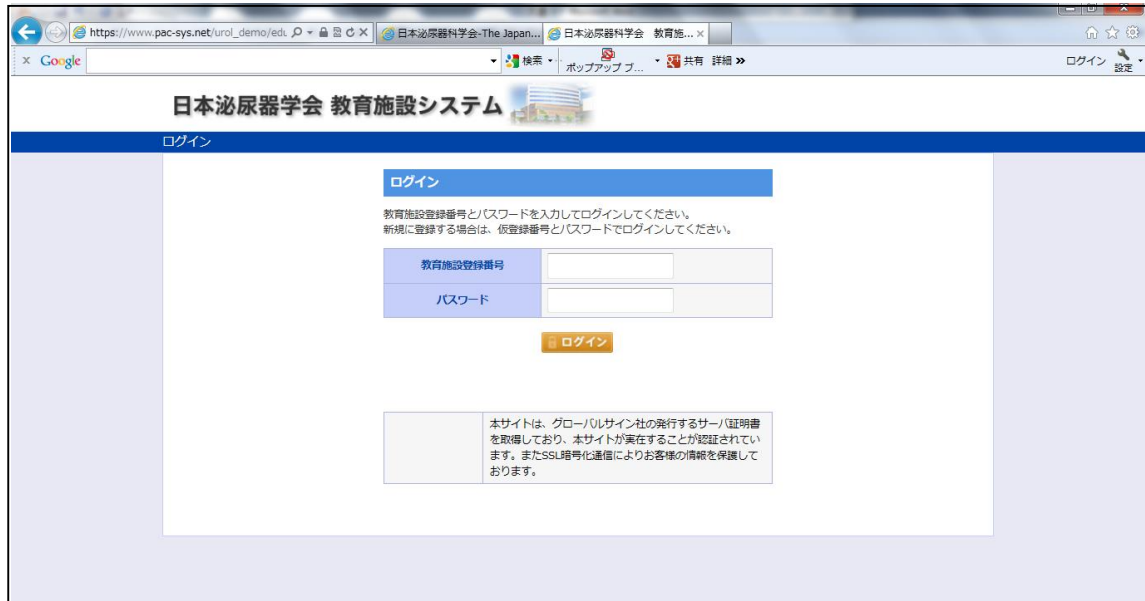 https://www.pac-sys.net/urol_demo/edu
日本泌尿器科学会-The Japan...
日本泌尿器科学会 教育施...
x Google
検索
ポップアップ ブ...
共有
詳細 »
ログイン
設定
日本泌尿器学会 教育施設システム
ログイン
ログイン
教育施設登録番号とパスワードを入力してログインしてください。
新規に登録する場合は、仮登録番号とパスワードでログインしてください。
教育施設登録番号
パスワード
ログイン
本サイトは、グローバルサイン社の発行するサーバ証明書
を取得しており、本サイトが実在することが認証されてい
ます。またSSL暗号化通信によりお客様の情報を保護して
おります。